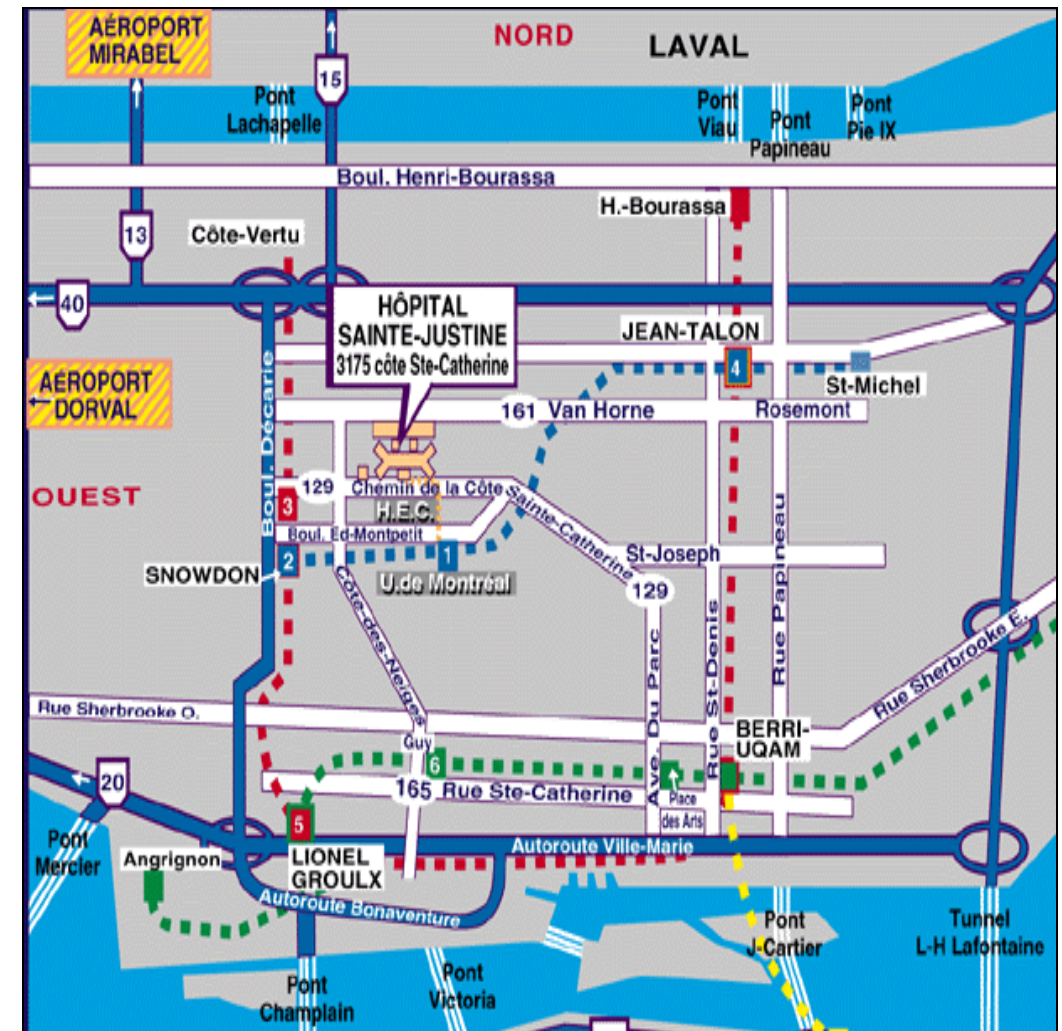 AÉROPORT
MIRABEL
NORD
LAVAL
15
Pont
Lachapelle
Pont
Viau
Pont
Papineau
Pont
Pie IX
Boul. Henri-Bourassa
H.-Bourassa
13
Côte-Vertu
40
HÔPITAL
SAINTE-JUSTINE
3175 côte Ste-Catherine
JEAN-TALON
4
St-Michel
AÉROPORT
DORVAL
Boul. Décarie
161 Van Horne
Rosemont
OUEST
129 Chemin de la Côte Sainte-Catherine
3
H.E.C.
Boul. Ed-Montpetit
2
1
SNOWDON
U.de Montréal
St-Joseph
129
Côte-des-Neiges
Ave. Du Parc
Rue St-Denis
Rue Papineau
Rue Sherbrooke E.
Rue Sherbrooke O.
Guy
BERRI-
UQAM
6
20
165 Rue Ste-Catherine
Place
des Arts
5
Pont
Mercier
Angrignon
LIONEL
GROULX
Autoroute Ville-Marie
Autoroute Bonaventure
Pont
J-Cartier
Tunnel
L-H Lafontaine
Pont
Champlain
Pont
Victoria